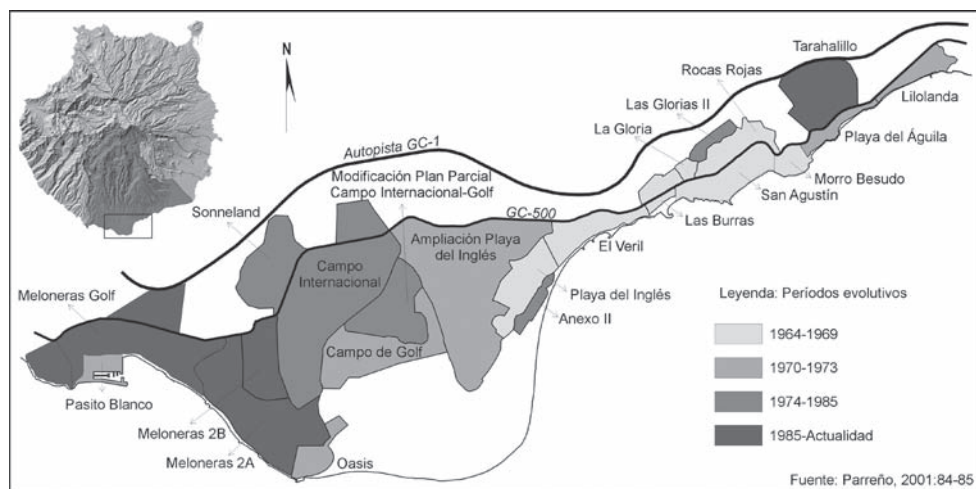 N
Tarahalillo
Rocas Rojas
Las Glorias II
Lilolanda
La Gloria
Autopista GC-1
Playa del Águila
Modificación Plan Parcial
Campo Internacional-Golf
Morro Besudo
Sonneland
San Agustín
GC-500
Las Burras
Ampliación Playa
del Inglés
El Veril
Campo
Internacional
Playa del Inglés
Leyenda: Períodos evolutivos
Meloneras Golf
Anexo II
1964-1969
Campo de Golf
1970-1973
Pasito Blanco
1974-1985
Meloneras 2B
1985-Actualidad
Meloneras 2A
Oasis
Fuente: Parreño, 2001:84-85